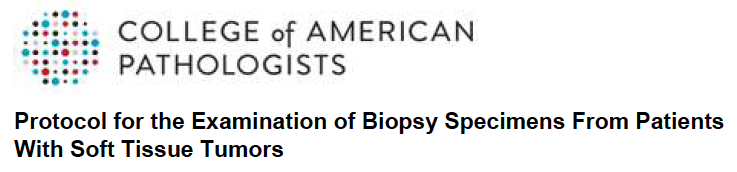 COLLEGE of AMERICAN
PATHOLOGISTS
Protocol for the Examination of Biopsy Specimens From Patients
With Soft Tissue Tumors